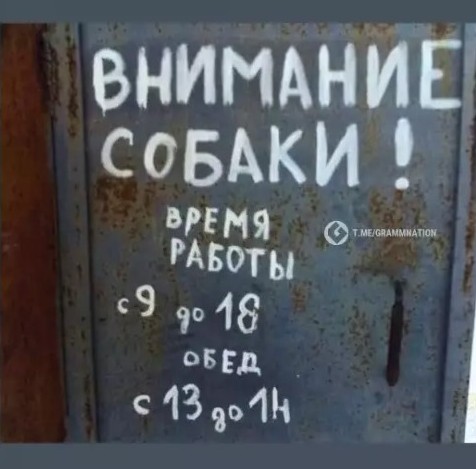 ВНИМАНИЕ
СОБАКИ!
ВРЕМЯ
T.ME/GRAMMNATION
РАБОТЫ
с 9 до 18
ОБЕД
с 13 до 14